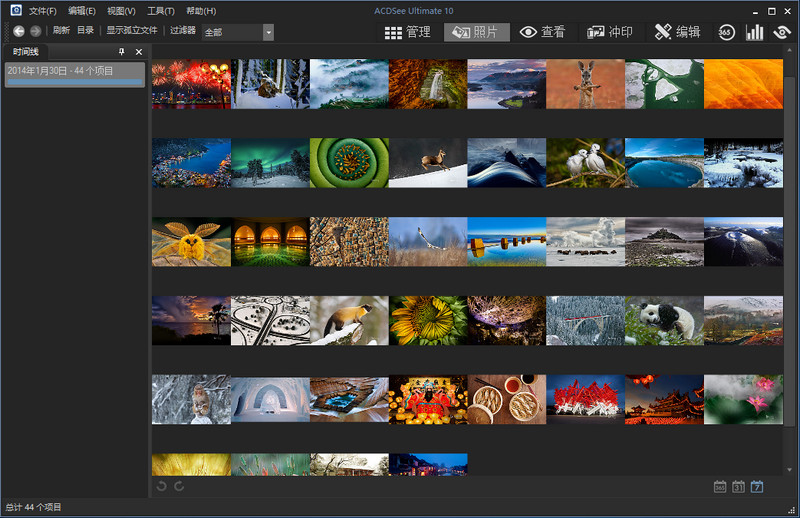 文件(F) 编辑(E) 视图(V) 工具(T) 帮助(H) ACDSee Ultimate 10
刷新 目录 显示孤立文件 过滤器 全部 管理 照片 查看 冲印 编辑 365
时间线
2014年1月30日 - 44 个项目
365 31 7
总计 44 个项目